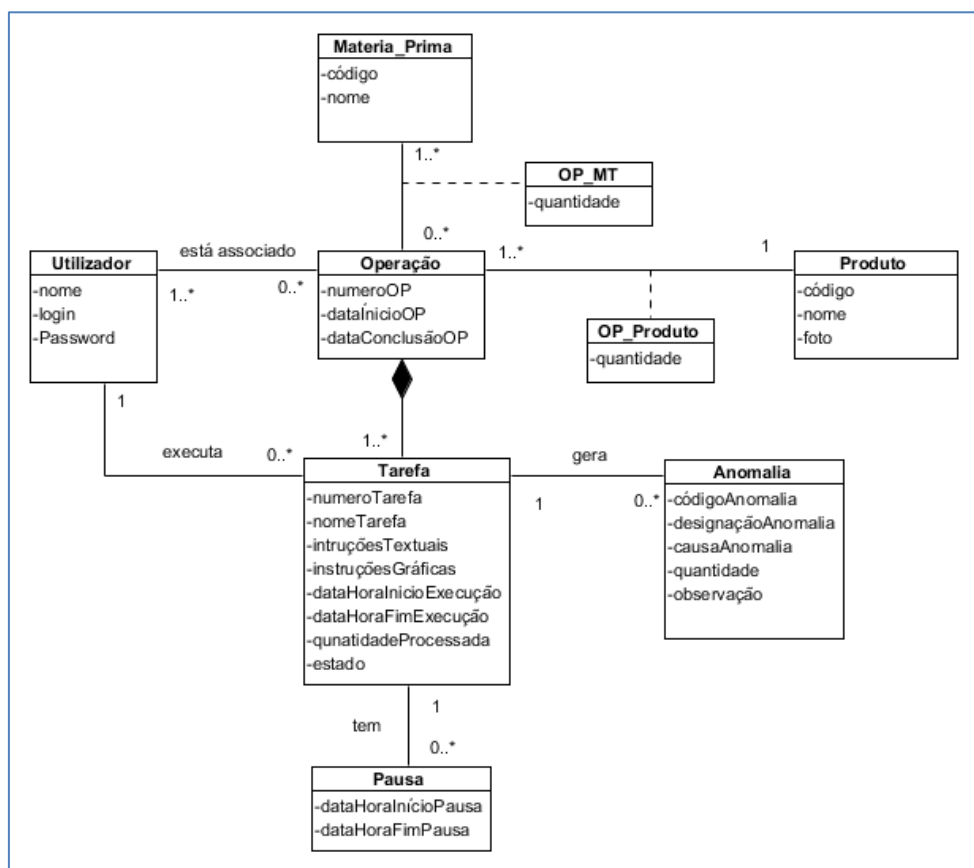 Materia_Prima
-código
-nome
1..*
OP_MT
-quantidade
0..*
está associado
1..*
0..*
1..*
1
Utilizador
-nome
-login
-Password
Operação
-numeroOP
-dataÍnicioOP
-dataConclusãoOP
Produto
-código
-nome
-foto
OP_Produto
-quantidade
1
executa
0..*
1..*
Tarefa
-numeroTarefa
-nomeTarefa
-intruçõesTextuais
-instruçõesGráficas
-dataHoraInicioExecução
-dataHoraFimExecução
-qunatidadeProcessada
-estado
gera
1
0..*
Anomalia
-códigoAnomalia
-designaçãoAnomalia
-causaAnomalia
-quantidade
-observação
1
tem
0..*
Pausa
-dataHoraInícioPausa
-dataHoraFimPausa